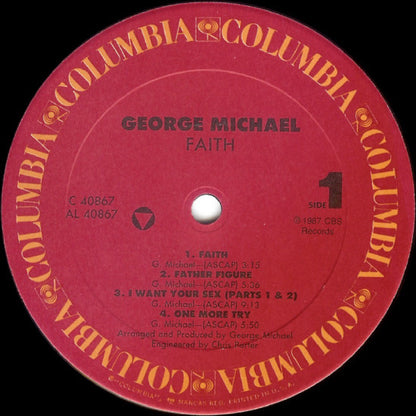 COLUMBIA COLUMBIA COLUMBIA COLUMBIA COLUMBIA COLUMBIA
GEORGE MICHAEL
FAITH
C 40867
AL 40867
SIDE 1
℗ 1987 CBS
Records
1. FAITH
G. Michael—(ASCAP) 3:15
2. FATHER FIGURE
G. Michael—(ASCAP) 5:36
3. I WANT YOUR SEX (PARTS 1 & 2)
G. Michael—(ASCAP) 9:13
4. ONE MORE TRY
G. Michael—(ASCAP) 5:50
Arranged and Produced by George Michael
Engineered by Chris Porter